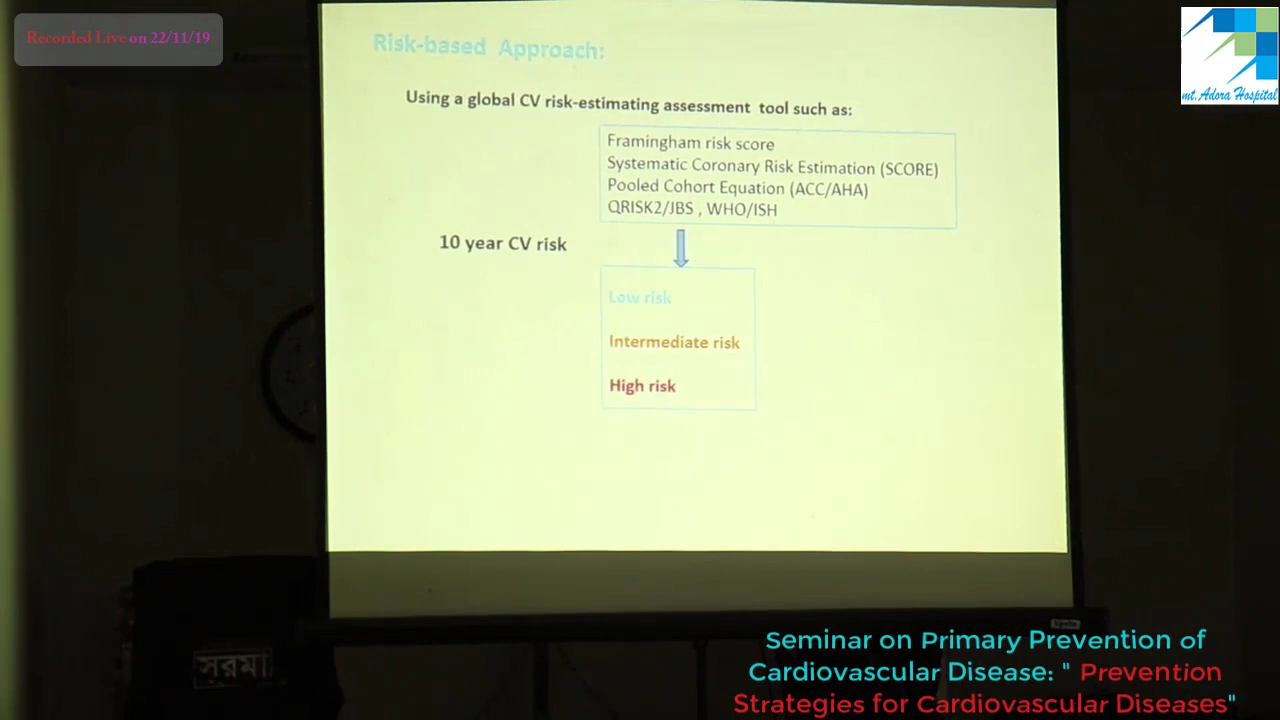 Recorded Live on 22/11/19
mt.Adora Hospital
Risk-based Approach:
Using a global CV risk-estimating assessment tool such as:
Framingham risk score
Systematic Coronary Risk Estimation (SCORE)
Pooled Cohort Equation (ACC/AHA)
QRISK2/JBS , WHO/ISH
10 year CV risk
Low risk
Intermediate risk
High risk
সুরমা
Seminar on Primary Prevention of
Cardiovascular Disease: " Prevention
Strategies for Cardiovascular Diseases"